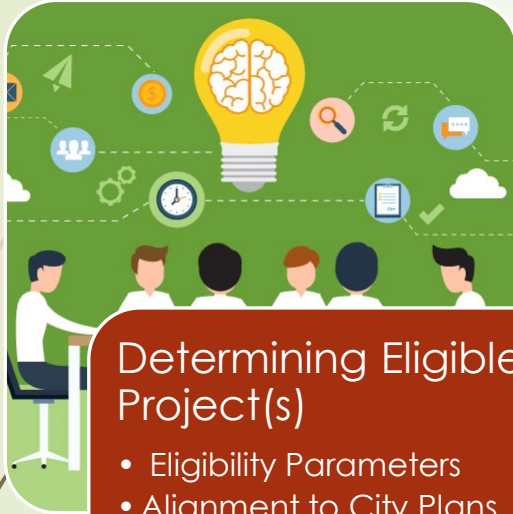 Determining Eligible
Project(s)
• Eligibility Parameters
• Alignment to City Plans